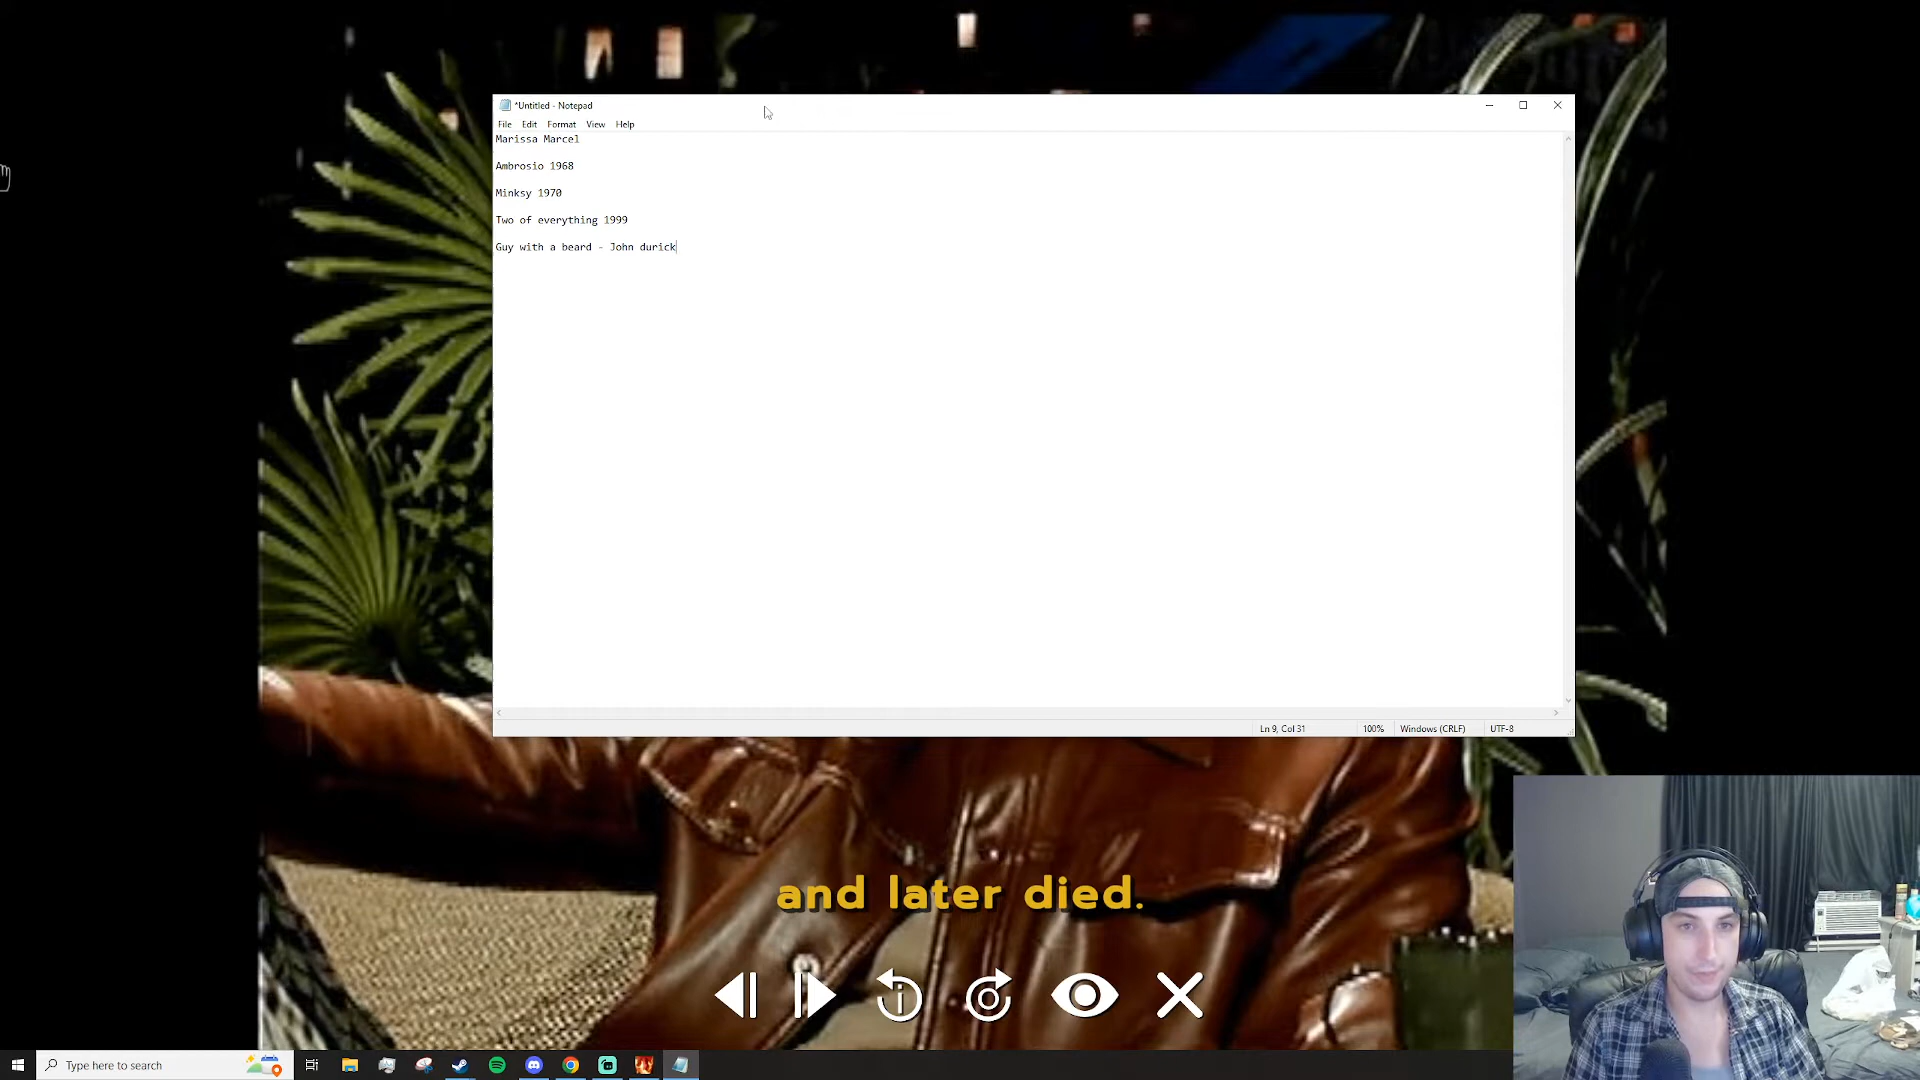 *Untitled - Notepad
File Edit Format View Help
Marissa Marcel
Ambrosio 1968
Minksy 1970
Two of everything 1999
Guy with a beard - John durick
Ln 9, Col 31 100% Windows (CRLF) UTF-8
and later died.
Type here to search